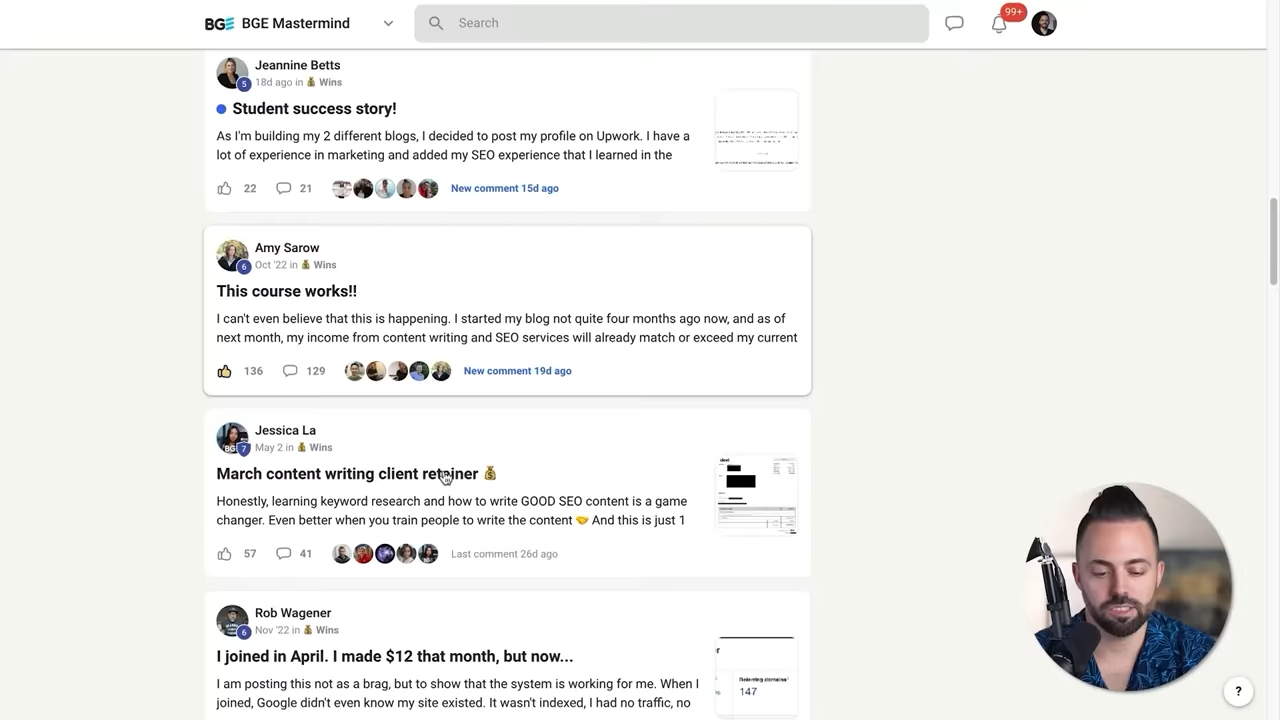 BGE BGE Mastermind
Search
99+
Jeannine Betts
5
18d ago in Wins
Student success story!
As I'm building my 2 different blogs, I decided to post my profile on Upwork. I have a
lot of experience in marketing and added my SEO experience that I learned in the
22 21 New comment 15d ago
Amy Sarow
6
Oct '22 in Wins
This course works!!
I can't even believe that this is happening. I started my blog not quite four months ago now, and as of
next month, my income from content writing and SEO services will already match or exceed my current
136 129 New comment 19d ago
Jessica La
7
May 2 in Wins
March content writing client retainer
Honestly, learning keyword research and how to write GOOD SEO content is a game
changer. Even better when you train people to write the content And this is just 1
57 41 Last comment 26d ago
Rob Wagener
6
Nov '22 in Wins
I joined in April. I made $12 that month, but now...
I am posting this not as a brag, but to show that the system is working for me. When I
joined, Google didn't even know my site existed. It wasn't indexed, I had no traffic, no
Referring domains
147
?